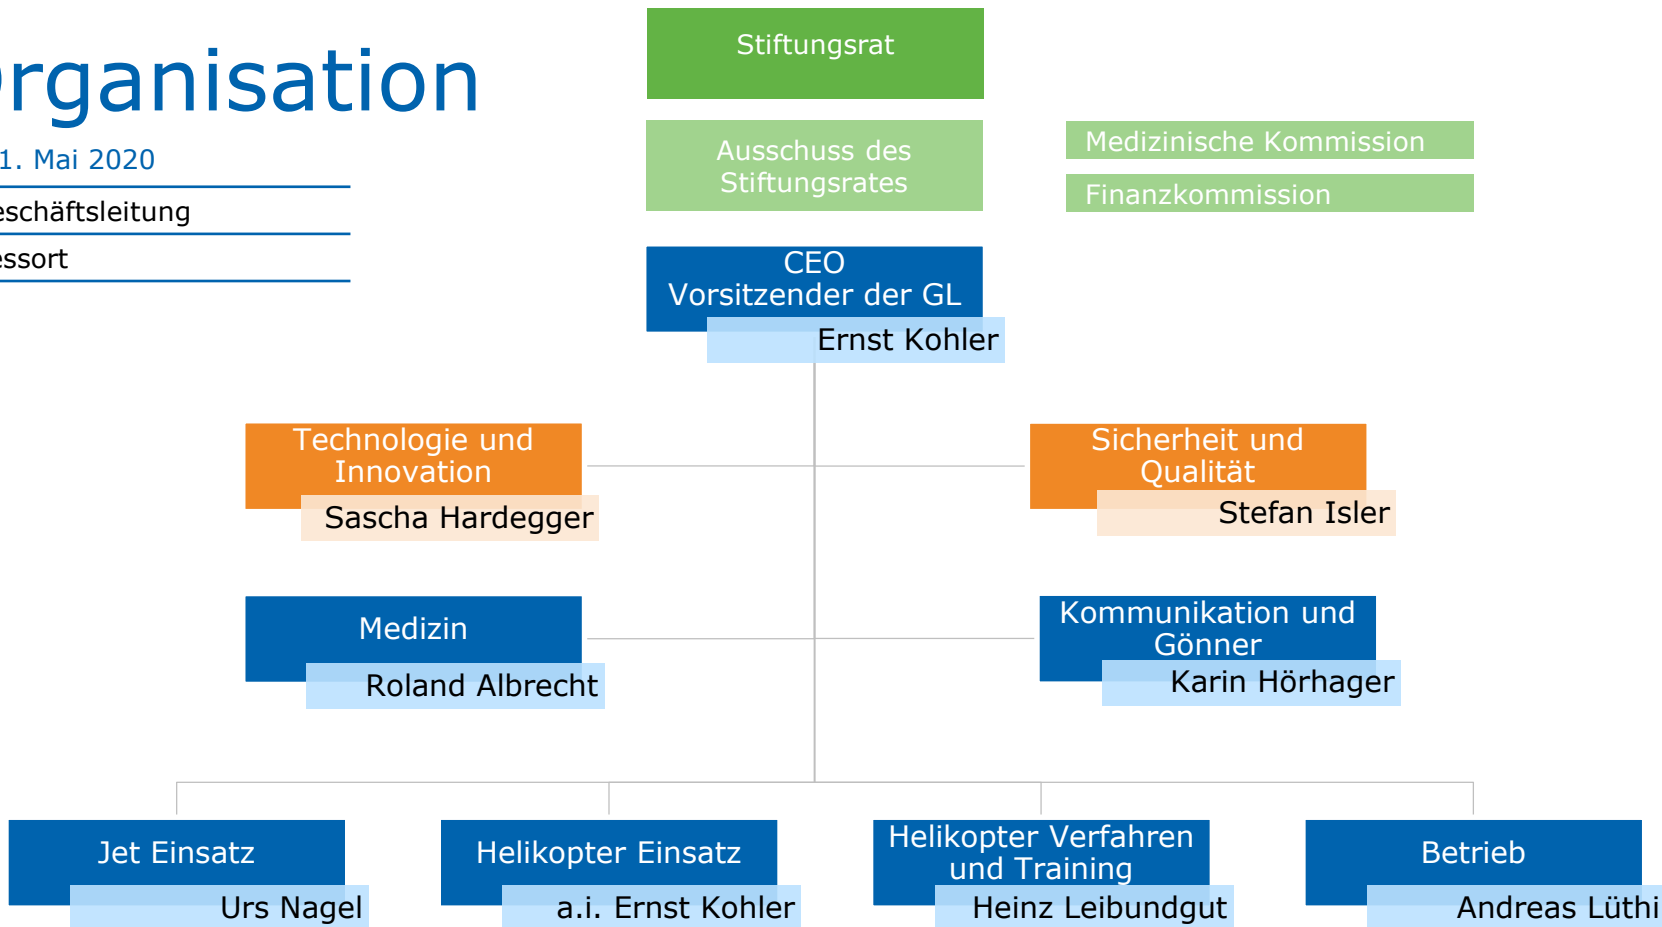 Organisation
1. Mai 2020
eschäftsleitung
essort
Stiftungsrat
Ausschuss des
Stiftungsrates
Medizinische Kommission
Finanzkommission
CEO
Vorsitzender der GL
Ernst Kohler
Technologie und
Innovation
Sascha Hardegger
Sicherheit und
Qualität
Stefan Isler
Medizin
Roland Albrecht
Kommunikation und
Gönner
Karin Hörhager
Jet Einsatz
Urs Nagel
Helikopter Einsatz
a.i. Ernst Kohler
Helikopter Verfahren
und Training
Heinz Leibundgut
Betrieb
Andreas Lüthi